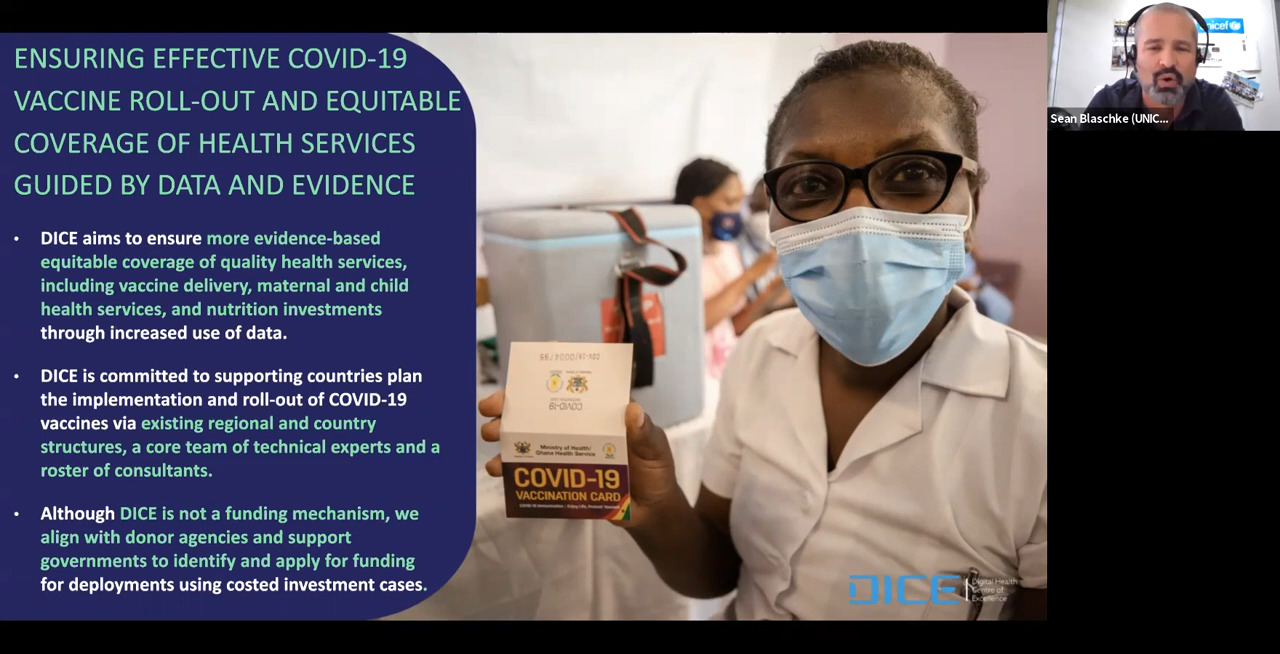 ENSURING EFFECTIVE COVID-19
VACCINE ROLL-OUT AND EQUITABLE
COVERAGE OF HEALTH SERVICES
GUIDED BY DATA AND EVIDENCE
• DICE aims to ensure more evidence-based
equitable coverage of quality health services,
including vaccine delivery, maternal and child
health services, and nutrition investments
through increased use of data.
• DICE is committed to supporting countries plan
the implementation and roll-out of COVID-19
vaccines via existing regional and country
structures, a core team of technical experts and a
roster of consultants.
• Although DICE is not a funding mechanism, we
align with donor agencies and support
governments to identify and apply for funding
for deployments using costed investment cases.
COVID-19
Ministry of Health/
Ghana Health Service
COVID-19
VACCINATION CARD
DICE
Digital Health
Centre of
Excellence
unicef
Sean Blaschke (UNIC...